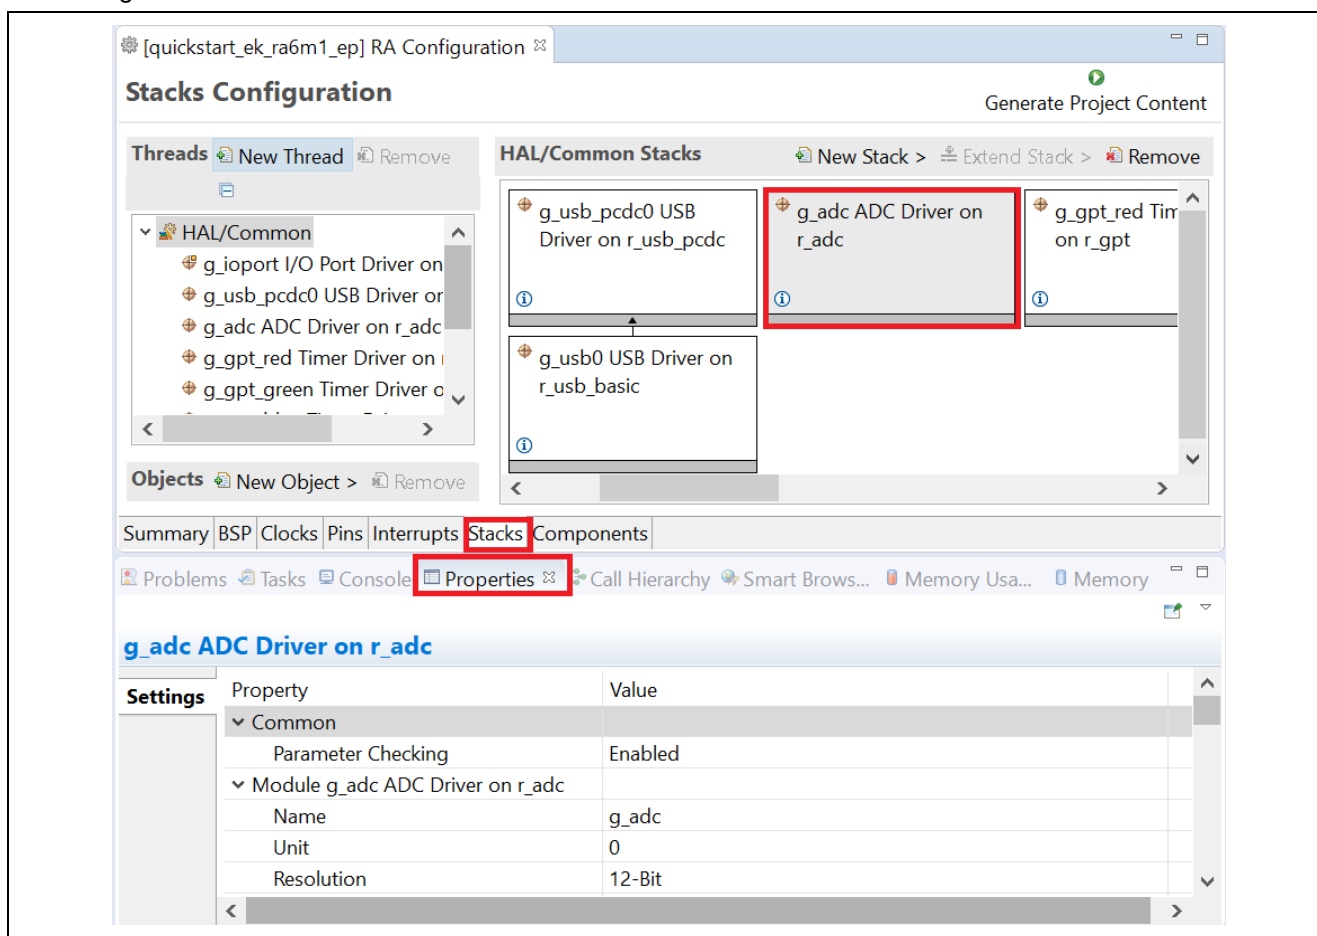 [quickstart_ek_ra6m1_ep] RA Configuration
Stacks Configuration
Generate Project Content
Threads New Thread Remove
HAL/Common Stacks New Stack > Extend Stack > Remove
HAL/Common
g_ioport I/O Port Driver on
g_usb_pcdc0 USB Driver or
g_adc ADC Driver on r_adc
g_gpt_red Timer Driver on
g_gpt_green Timer Driver
g_usb_pcdc0 USB
Driver on r_usb_pcdc
g_adc ADC Driver on
r_adc
g_gpt_red Tim
on r_gpt
g_usb0 USB Driver on
r_usb_basic
Objects New Object > Remove
Summary BSP Clocks Pins Interrupts Stacks Components
Problems Tasks Console Properties Call Hierarchy Smart Brows... Memory Usa... Memory
g_adc ADC Driver on r_adc
Settings
Property Value
Common
Parameter Checking Enabled
Module g_adc ADC Driver on r_adc
Name g_adc
Unit 0
Resolution 12-Bit